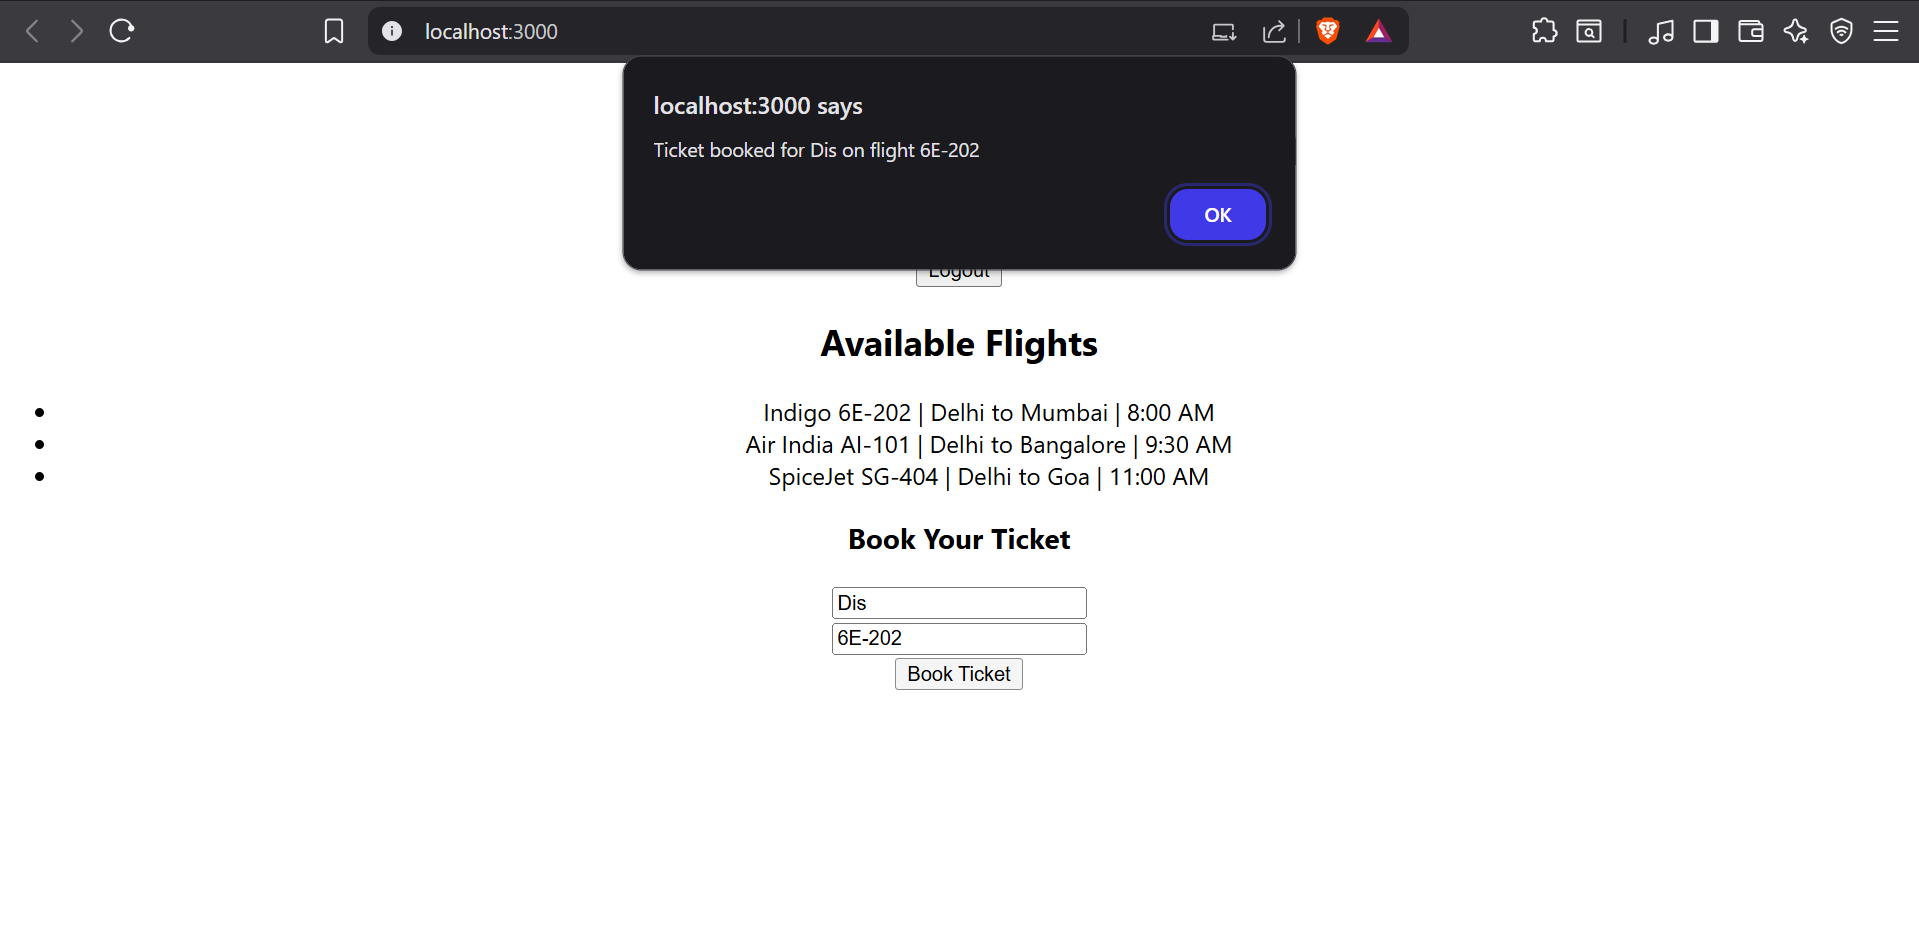 localhost:3000
localhost:3000 says
Ticket booked for Dis on flight 6E-202
OK
Logout
Available Flights
Indigo 6E-202 | Delhi to Mumbai | 8:00 AM
Air India AI-101 | Delhi to Bangalore | 9:30 AM
SpiceJet SG-404 | Delhi to Goa | 11:00 AM
Book Your Ticket
Dis
6E-202
Book Ticket